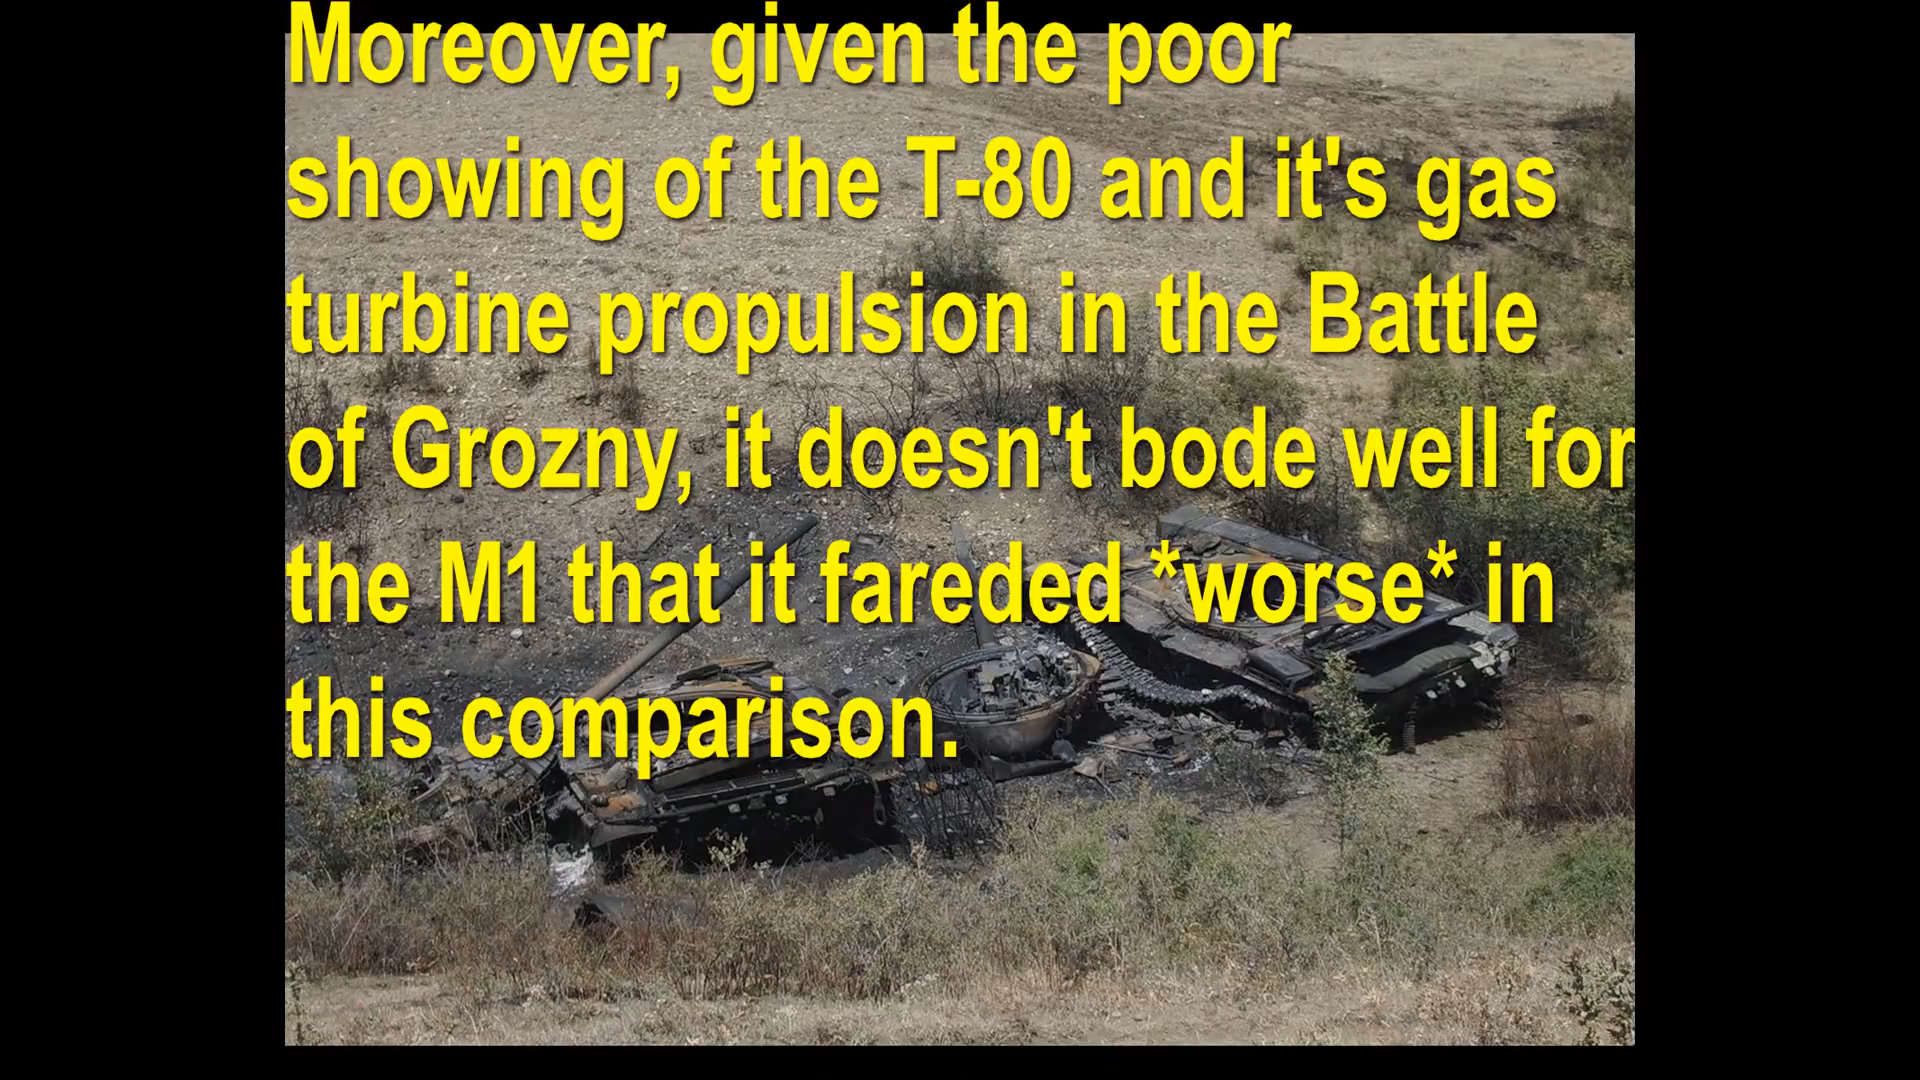 Moreover, given the poor
showing of the T-80 and it's gas
turbine propulsion in the Battle
of Grozny, it doesn't bode well for
the M1 that it fareded *worse* in
this comparison.